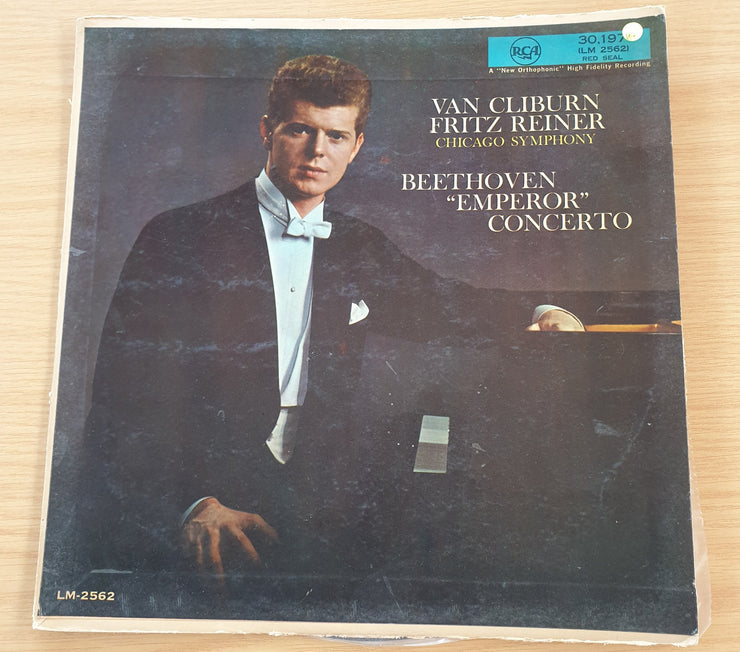 RCA
30,197
(LM 2562)
RED SEAL
A "New Orthophonic" High Fidelity Recording
VAN CLIBURN
FRITZ REINER
CHICAGO SYMPHONY
BEETHOVEN
"EMPEROR"
CONCERTO
LM-2562